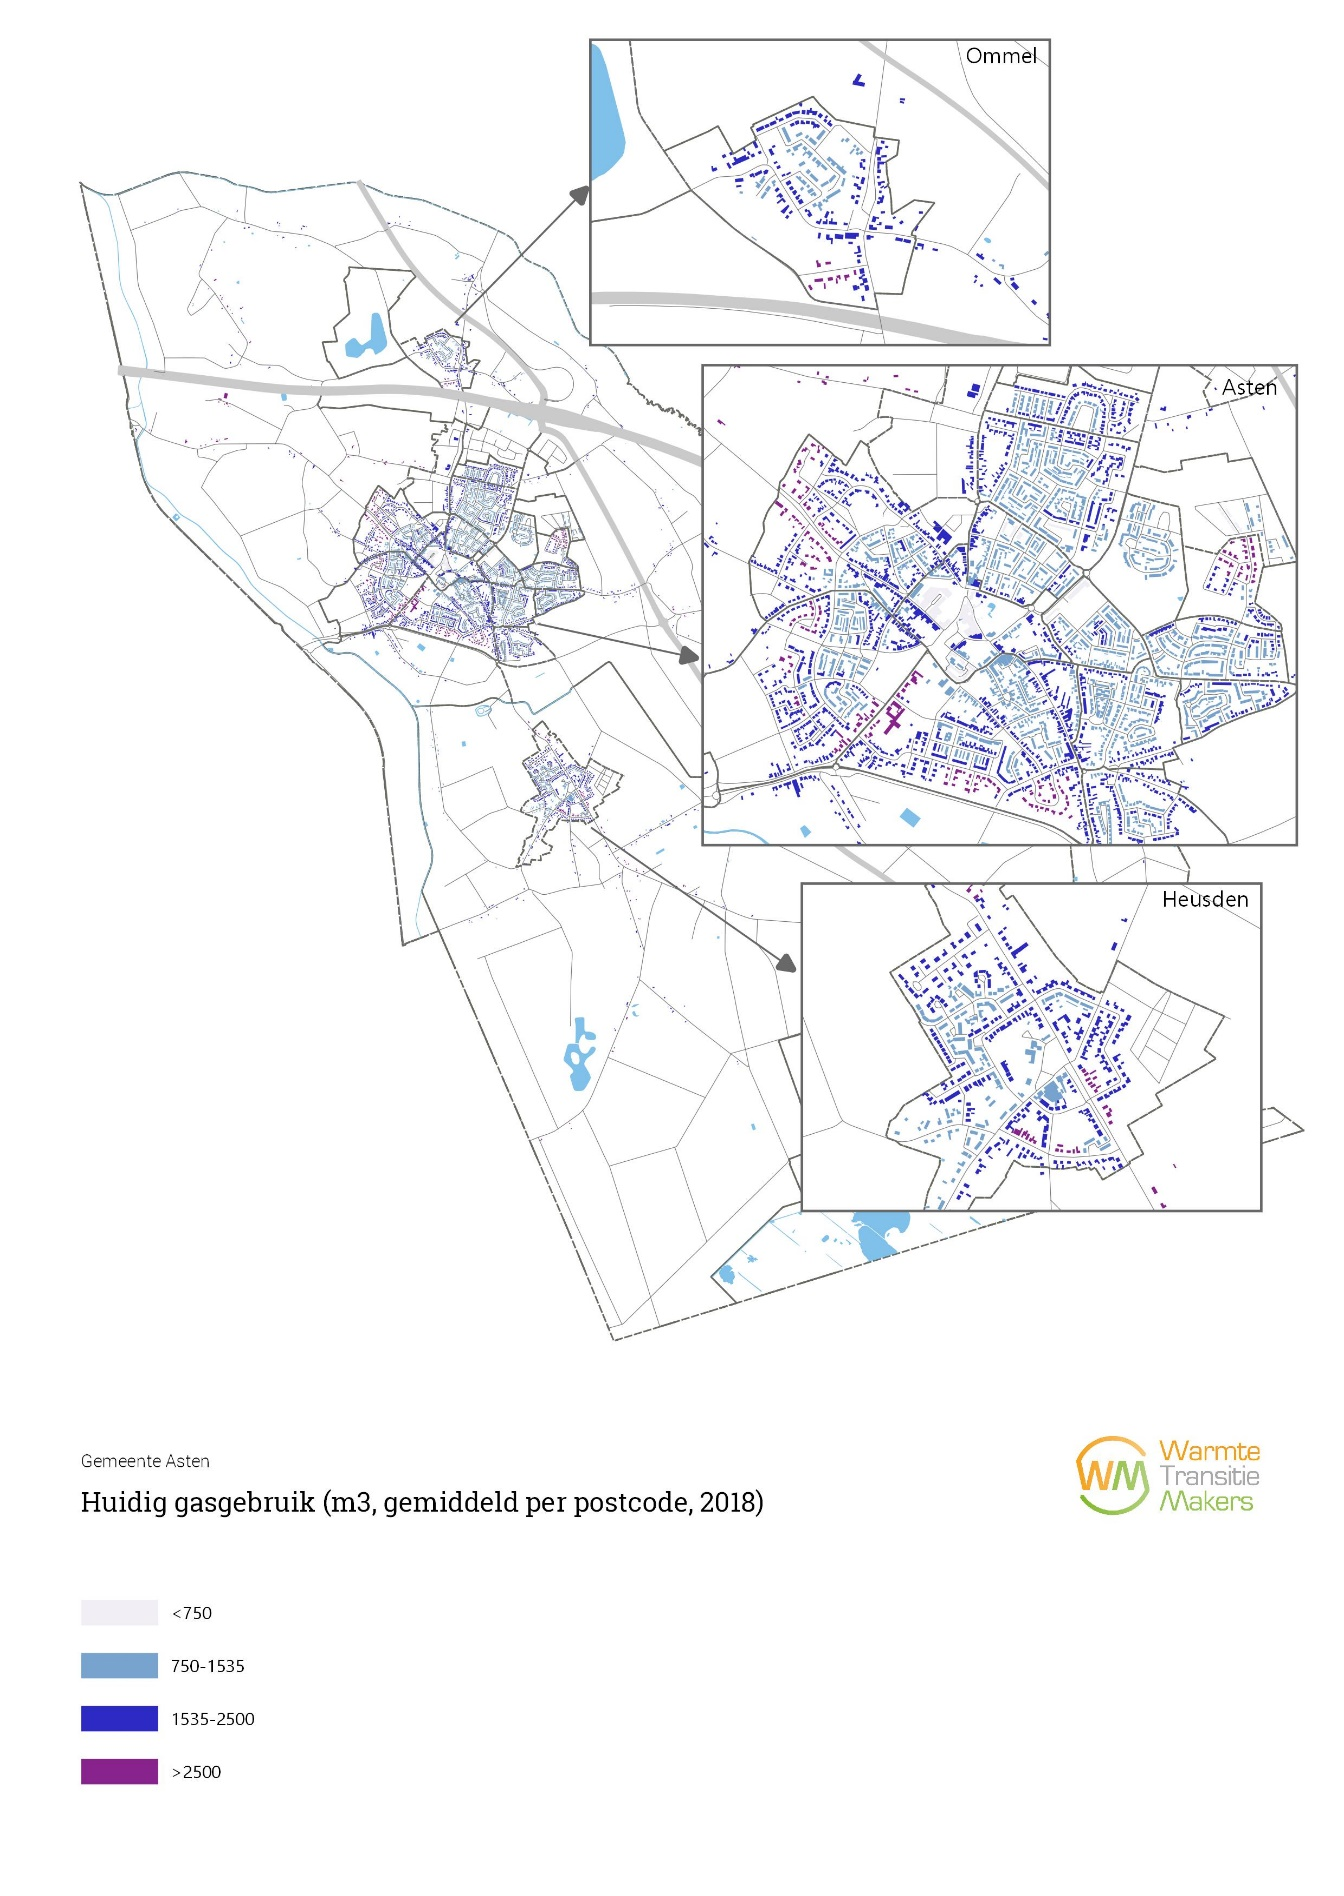 Ommel
Asten
Heusden
Gemeente Asten
Huidig gasgebruik (m3, gemiddeld per postcode, 2018)
WM
Warmte
Transitie
Makers
<750
750-1535
1535-2500
>2500